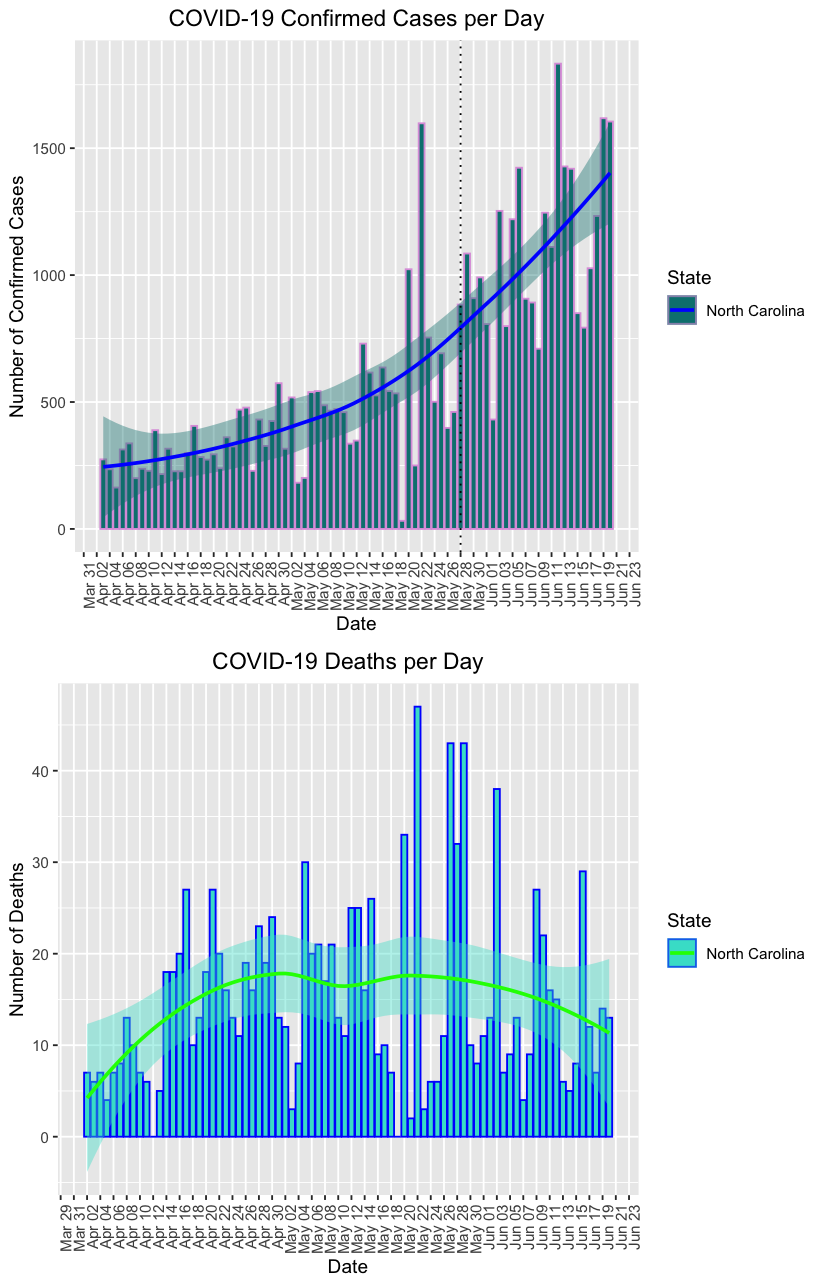 COVID-19 Confirmed Cases per Day
Number of Confirmed Cases
1500
1000
500
0
Mar 31
Apr 02
Apr 04
Apr 06
Apr 08
Apr 10
Apr 12
Apr 14
Apr 16
Apr 18
Apr 20
Apr 22
Apr 24
Apr 26
Apr 28
Apr 30
May 02
May 04
May 06
May 08
May 10
May 12
May 14
May 16
May 18
May 20
May 22
May 24
May 26
May 28
May 30
Jun 01
Jun 03
Jun 05
Jun 07
Jun 09
Jun 11
Jun 13
Jun 15
Jun 17
Jun 19
Jun 21
Jun 23
Date
State
North Carolina
COVID-19 Deaths per Day
Number of Deaths
40
30
20
10
0
Mar 29
Mar 31
Apr 02
Apr 04
Apr 06
Apr 08
Apr 10
Apr 12
Apr 14
Apr 16
Apr 18
Apr 20
Apr 22
Apr 24
Apr 26
Apr 28
Apr 30
May 02
May 04
May 06
May 08
May 10
May 12
May 14
May 16
May 18
May 20
May 22
May 24
May 26
May 28
May 30
Jun 01
Jun 03
Jun 05
Jun 07
Jun 09
Jun 11
Jun 13
Jun 15
Jun 17
Jun 19
Jun 21
Jun 23
Date
State
North Carolina